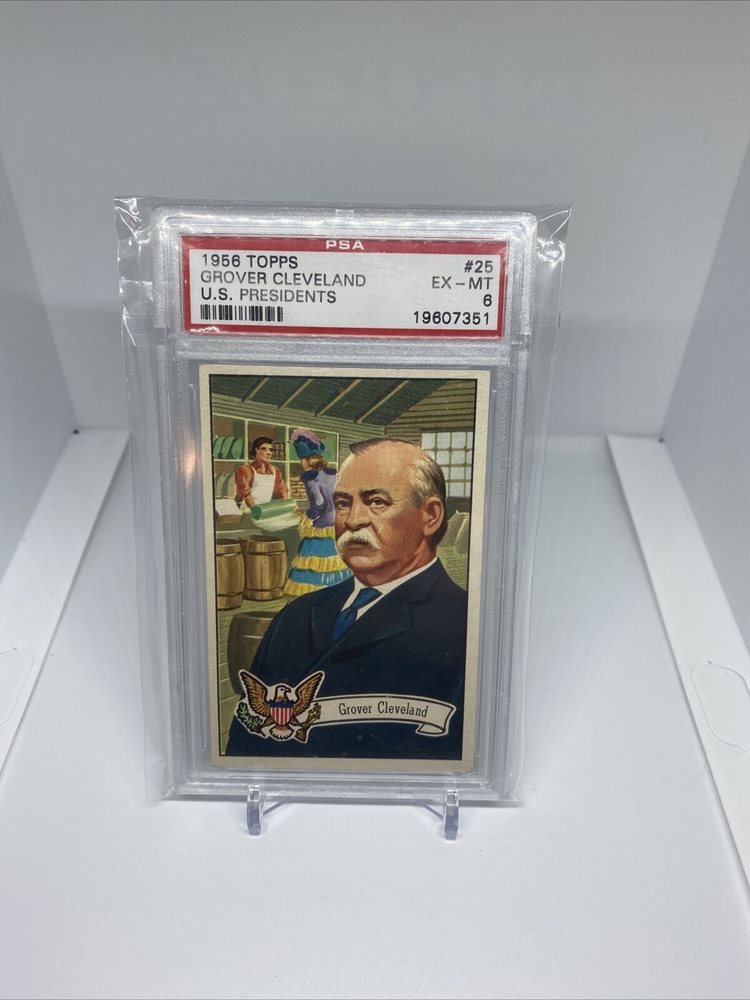 PSA
1956 TOPPS #25
GROVER CLEVELAND EX - MT
U.S. PRESIDENTS 6
19607351
Grover Cleveland